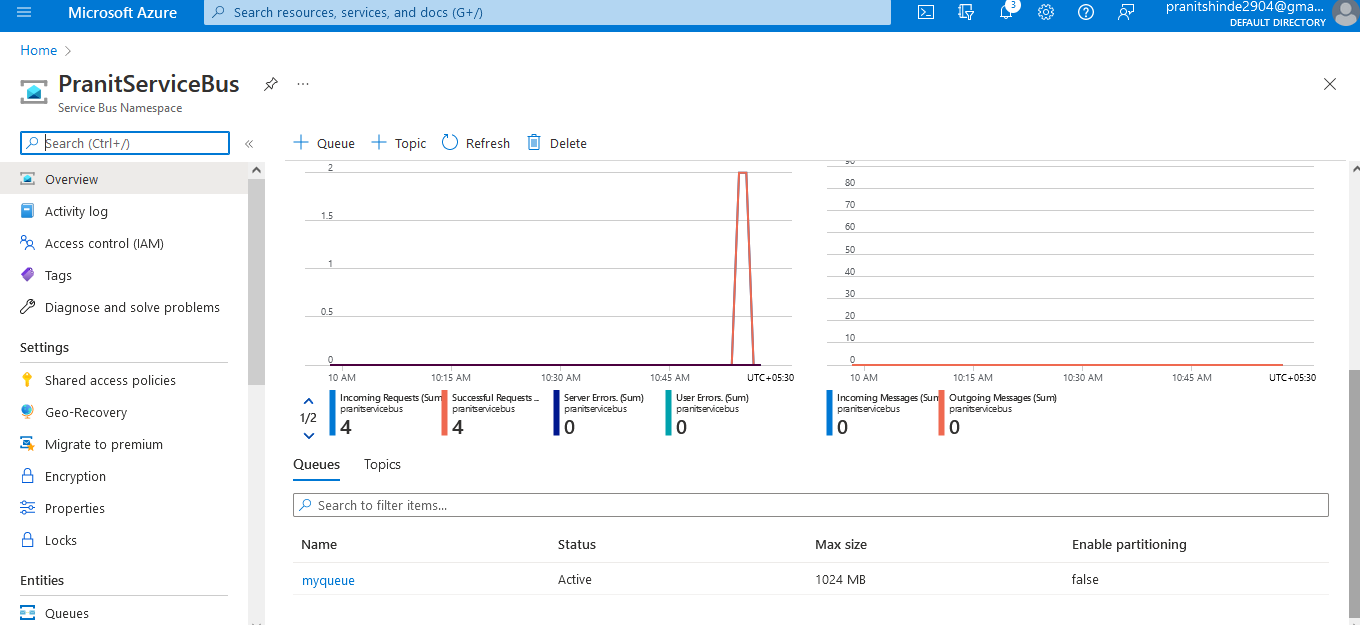 Microsoft Azure
Search resources, services, and docs (G+/)
3
pranitshinde2904@gma...
DEFAULT DIRECTORY
Home
PranitServiceBus
...
Service Bus Namespace
Search (Ctrl+/)
«
Queue
Topic
Refresh
Delete
Overview
Activity log
Access control (IAM)
Tags
Diagnose and solve problems
Settings
Shared access policies
Geo-Recovery
Migrate to premium
Encryption
Properties
Locks
Entities
Queues
2
1.5
1
0.5
0
10 AM
10:15 AM
10:30 AM
10:45 AM
UTC+05:30
90
80
70
60
50
40
30
20
10
0
10 AM
10:15 AM
10:30 AM
10:45 AM
UTC+05:30
1/2
Incoming Requests (Sum)
pranitservicebus
4
Successful Requests ...
pranitservicebus
4
Server Errors. (Sum)
pranitservicebus
0
User Errors. (Sum)
pranitservicebus
0
Incoming Messages (Sum
pranitservicebus
0
Outgoing Messages (Sum)
pranitservicebus
0
Queues Topics
Search to filter items...
Name Status Max size Enable partitioning
myqueue Active 1024 MB false